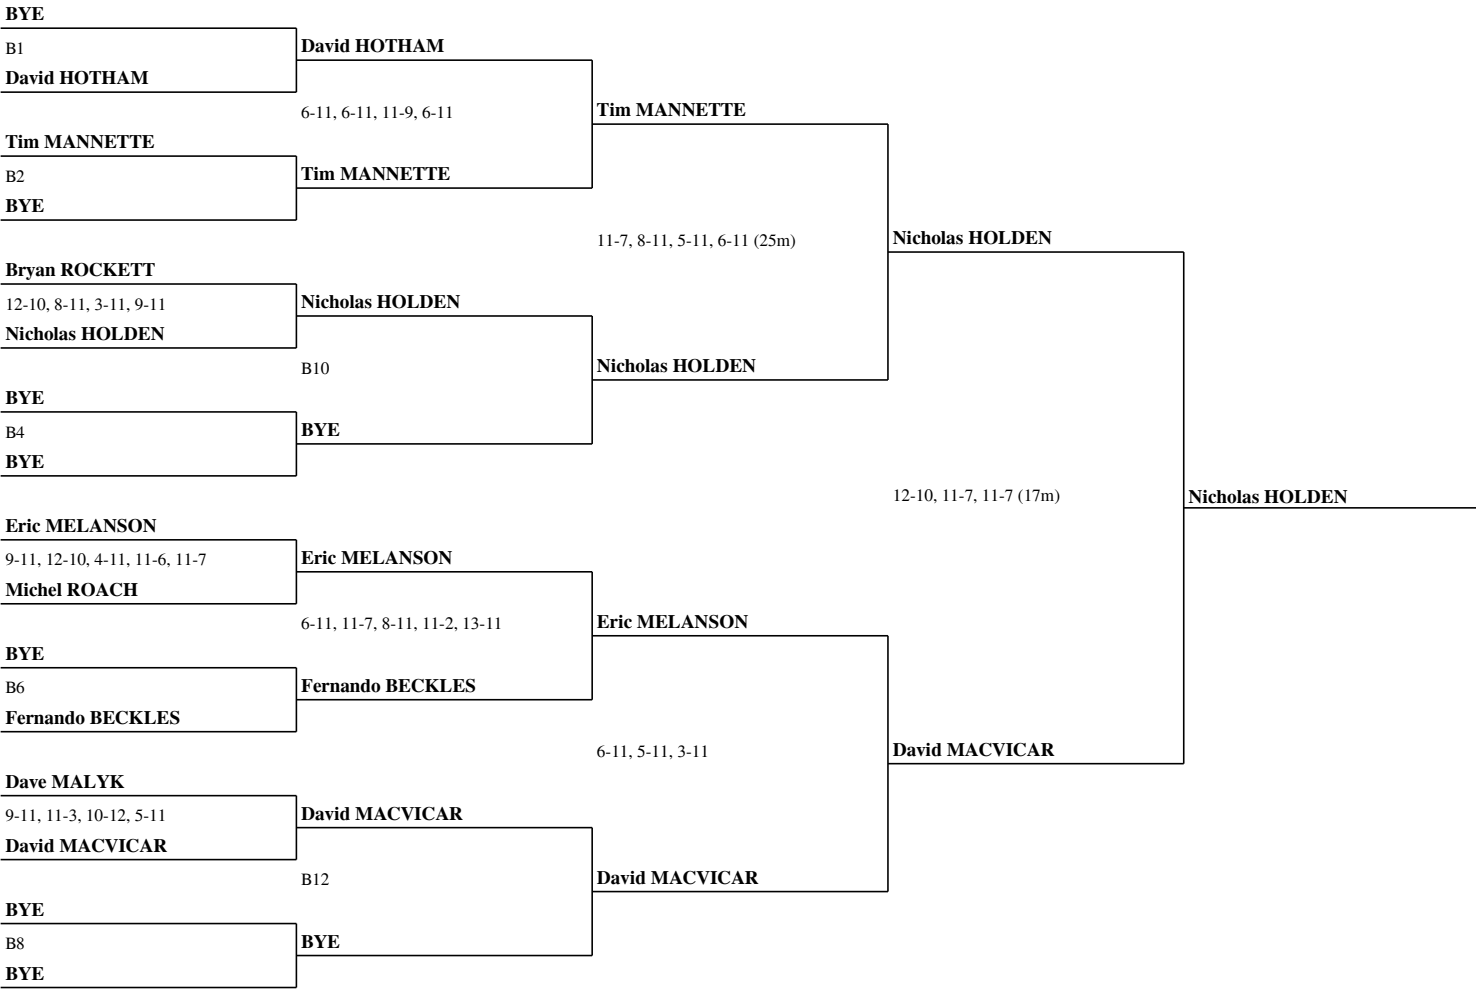 BYE
B1
David HOTHAM
David HOTHAM
6-11, 6-11, 11-9, 6-11
Tim MANNETTE
Tim MANNETTE
B2
Tim MANNETTE
BYE
11-7, 8-11, 5-11, 6-11 (25m)
Nicholas HOLDEN
Bryan ROCKETT
12-10, 8-11, 3-11, 9-11
Nicholas HOLDEN
Nicholas HOLDEN
B10
Nicholas HOLDEN
BYE
B4
BYE
BYE
12-10, 11-7, 11-7 (17m)
Nicholas HOLDEN
Eric MELANSON
9-11, 12-10, 4-11, 11-6, 11-7
Eric MELANSON
Michel ROACH
6-11, 11-7, 8-11, 11-2, 13-11
Eric MELANSON
BYE
B6
Fernando BECKLES
Fernando BECKLES
6-11, 5-11, 3-11
David MACVICAR
Dave MALYK
9-11, 11-3, 10-12, 5-11
David MACVICAR
David MACVICAR
B12
David MACVICAR
BYE
B8
BYE
BYE